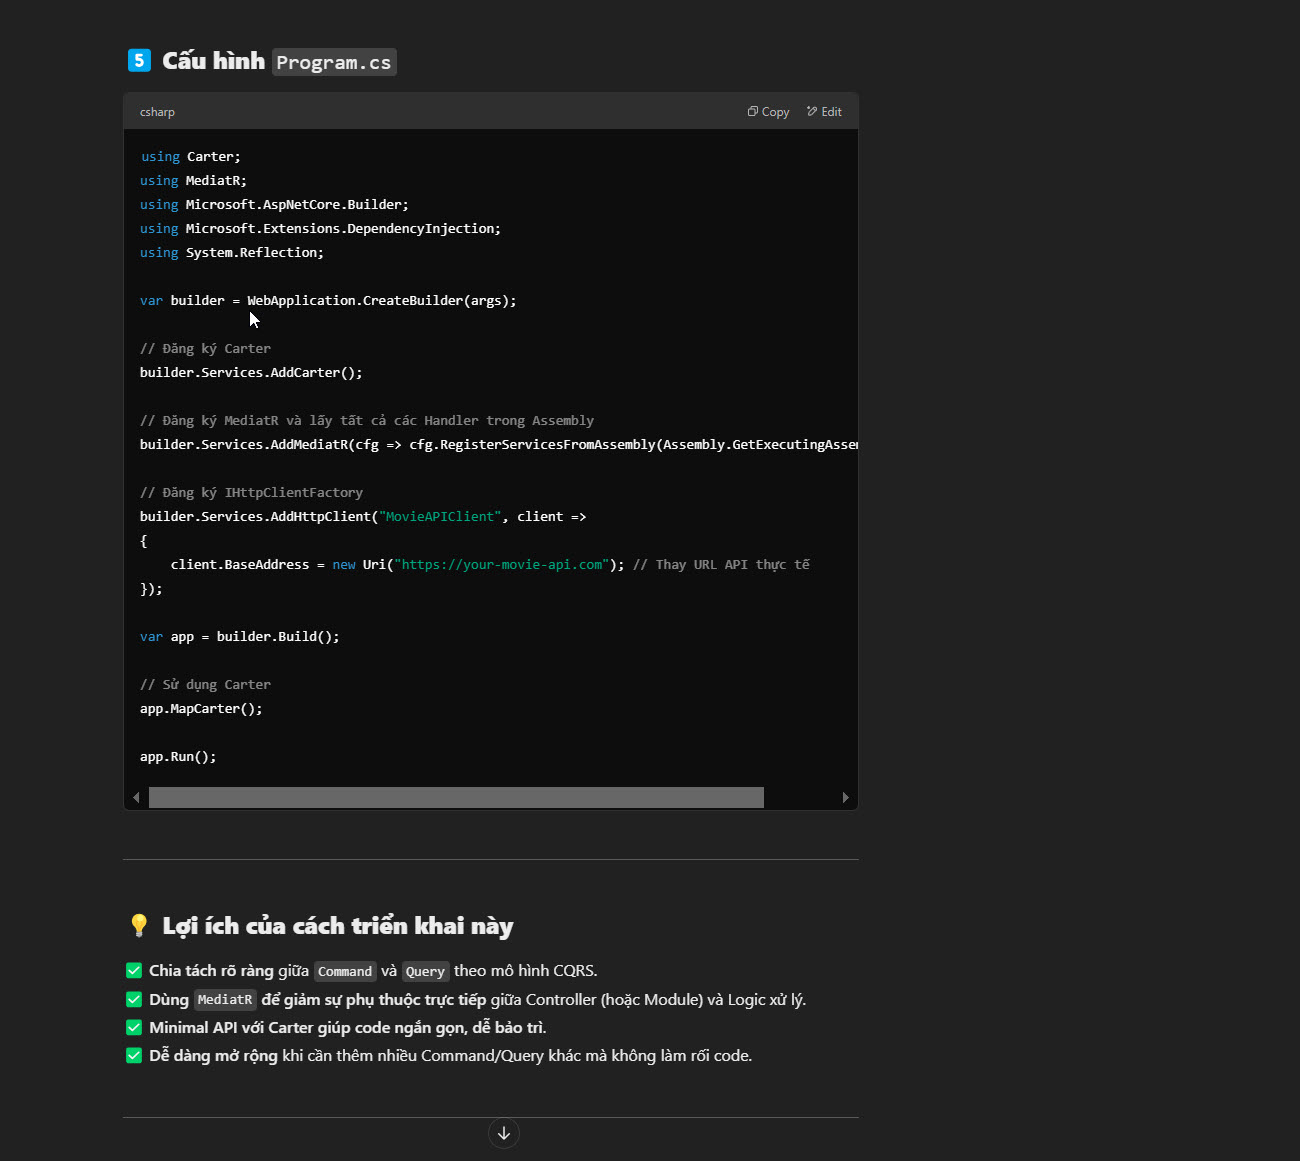 5 Cấu hình Program.cs
csharp
Copy Edit
using Carter;
using MediatR;
using Microsoft.AspNetCore.Builder;
using Microsoft.Extensions.DependencyInjection;
using System.Reflection;
var builder = WebApplication.CreateBuilder(args);
// Đăng ký Carter
builder.Services.AddCarter();
// Đăng ký MediatR và lấy tất cả các Handler trong Assembly
builder.Services.AddMediatR(cfg => cfg.RegisterServicesFromAssembly(Assembly.GetExecutingAssem
// Đăng ký IHttpClientFactory
builder.Services.AddHttpClient("MovieAPIClient", client =>
{
    client.BaseAddress = new Uri("https://your-movie-api.com"); // Thay URL API thực tế
});
var app = builder.Build();
// Sử dụng Carter
app.MapCarter();
app.Run();
💡 Lợi ích của cách triển khai này
✅ Chia tách rõ ràng giữa Command và Query theo mô hình CQRS.
✅ Dùng MediatR để giảm sự phụ thuộc trực tiếp giữa Controller (hoặc Module) và Logic xử lý.
✅ Minimal API với Carter giúp code ngắn gọn, dễ bảo trì.
✅ Dễ dàng mở rộng khi cần thêm nhiều Command/Query khác mà không làm rối code.